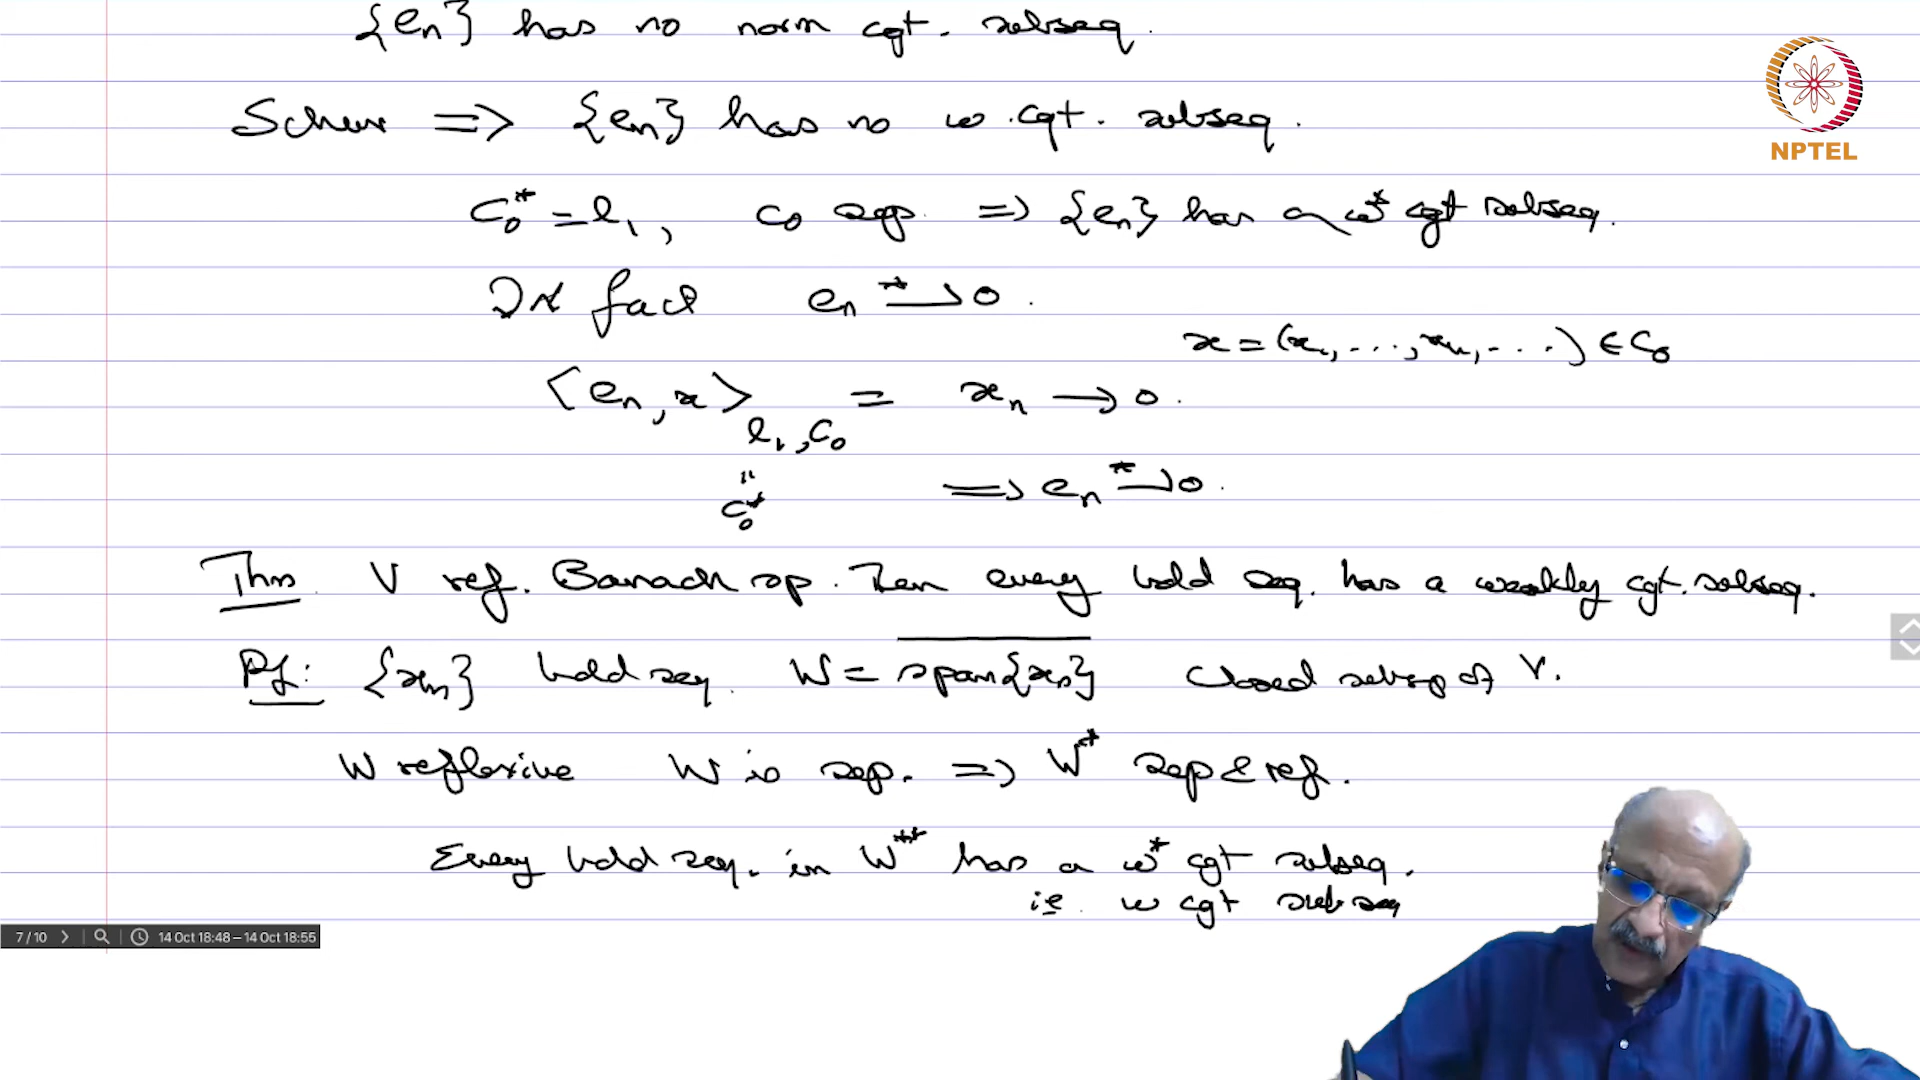 {en} has no norm cgt. subseq.
NPTEL
Schur => {en} has no w.cgt. subseq.
c₀* = l₁, c₀ sep. => {en} has a w* cgt subseq.
In fact en *⟶ 0.
x = (x₁, ..., xn, ...) ∈ c₀
⟨en, x⟩ l₁, c₀ = xn → 0.
" c₀* => en *⟶ 0.
Thm. V ref. Banach sp. Then every bdd seq. has a weakly cgt. subseq.
Pf: {xn} bdd seq. W = \overline{span{xn}} closed subsp of V.
W reflexive W is sep. => W* sep & ref.
Every bdd seq. in W** has a w* cgt subseq.
ie. w cgt subseq
7/10 14 Oct 18:48 – 14 Oct 18:55